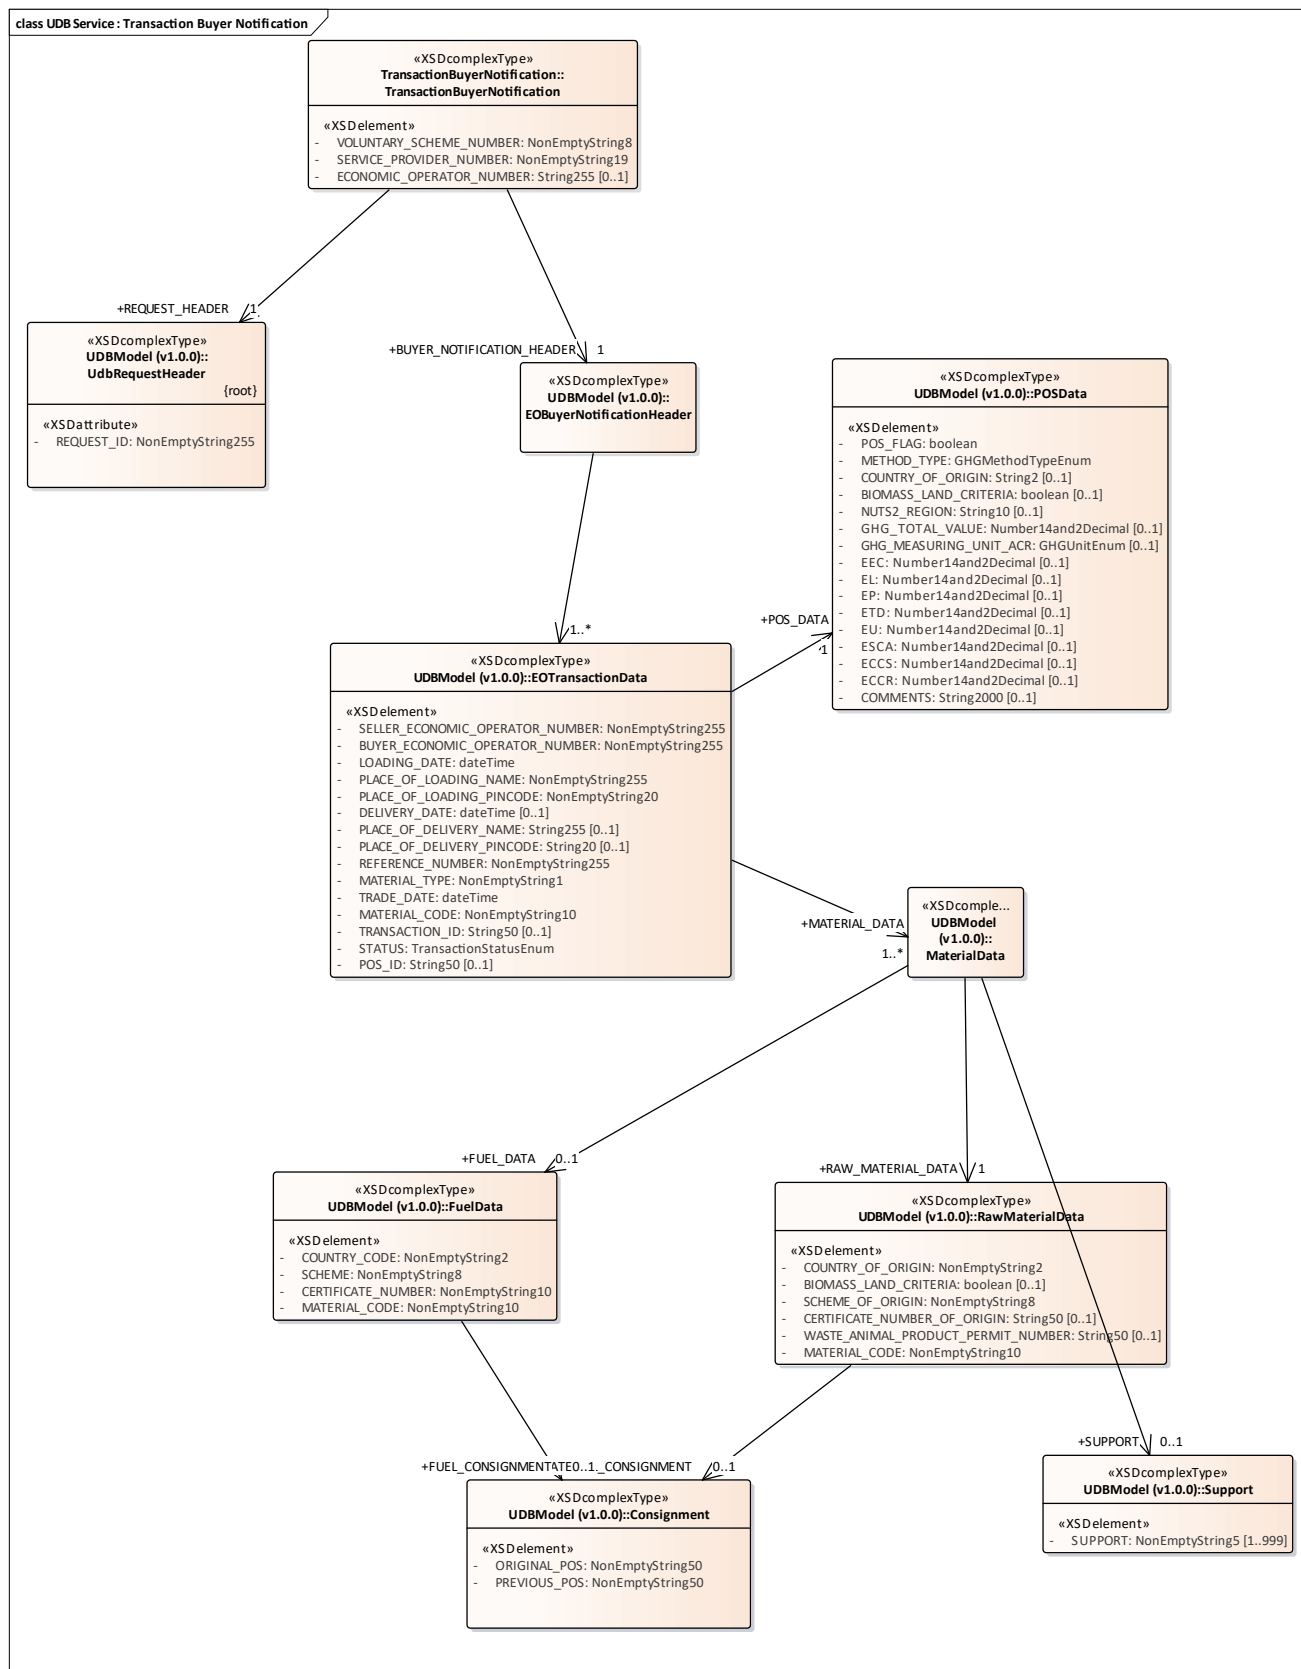 class UDB Service : Transaction Buyer Notification
«XSDcomplexType»
TransactionBuyerNotification::
TransactionBuyerNotification
«XSDelement»
- VOLUNTARY_SCHEME_NUMBER: NonEmptyString8
- SERVICE_PROVIDER_NUMBER: NonEmptyString19
- ECONOMIC_OPERATOR_NUMBER: String255 [0..1]
+REQUEST_HEADER 1
«XSDcomplexType»
UDBModel (v1.0.0)::
UdbRequestHeader
{root}
«XSDattribute»
- REQUEST_ID: NonEmptyString255
+BUYER_NOTIFICATION_HEADER 1
«XSDcomplexType»
UDBModel (v1.0.0)::
EOBuyerNotificationHeader
«XSDcomplexType»
UDBModel (v1.0.0)::POSData
«XSDelement»
- POS_FLAG: boolean
- METHOD_TYPE: GHGMethodTypeEnum
- COUNTRY_OF_ORIGIN: String2 [0..1]
- BIOMASS_LAND_CRITERIA: boolean [0..1]
- NUTS2_REGION: String10 [0..1]
- GHG_TOTAL_VALUE: Number14and2Decimal [0..1]
- GHG_MEASURING_UNIT_ACR: GHGUnitEnum [0..1]
- EEC: Number14and2Decimal [0..1]
- EL: Number14and2Decimal [0..1]
- EP: Number14and2Decimal [0..1]
- ETD: Number14and2Decimal [0..1]
- EU: Number14and2Decimal [0..1]
- ESCA: Number14and2Decimal [0..1]
- ECCS: Number14and2Decimal [0..1]
- ECCR: Number14and2Decimal [0..1]
- COMMENTS: String2000 [0..1]
+POS_DATA
1
1..*
«XSDcomplexType»
UDBModel (v1.0.0)::EOTransactionData
«XSDelement»
- SELLER_ECONOMIC_OPERATOR_NUMBER: NonEmptyString255
- BUYER_ECONOMIC_OPERATOR_NUMBER: NonEmptyString255
- LOADING_DATE: dateTime
- PLACE_OF_LOADING_NAME: NonEmptyString255
- PLACE_OF_LOADING_PINCODE: NonEmptyString20
- DELIVERY_DATE: dateTime [0..1]
- PLACE_OF_DELIVERY_NAME: String255 [0..1]
- PLACE_OF_DELIVERY_PINCODE: String20 [0..1]
- REFERENCE_NUMBER: NonEmptyString255
- MATERIAL_TYPE: NonEmptyString1
- TRADE_DATE: dateTime
- MATERIAL_CODE: NonEmptyString10
- TRANSACTION_ID: String50 [0..1]
- STATUS: TransactionStatusEnum
- POS_ID: String50 [0..1]
+MATERIAL_DATA
1..*
«XSDcomple...
UDBModel
(v1.0.0)::
MaterialData
+FUEL_DATA 0..1
«XSDcomplexType»
UDBModel (v1.0.0)::FuelData
«XSDelement»
- COUNTRY_CODE: NonEmptyString2
- SCHEME: NonEmptyString8
- CERTIFICATE_NUMBER: NonEmptyString10
- MATERIAL_CODE: NonEmptyString10
+RAW_MATERIAL_DATA 1
«XSDcomplexType»
UDBModel (v1.0.0)::RawMaterialData
«XSDelement»
- COUNTRY_OF_ORIGIN: NonEmptyString2
- BIOMASS_LAND_CRITERIA: boolean [0..1]
- SCHEME_OF_ORIGIN: NonEmptyString8
- CERTIFICATE_NUMBER_OF_ORIGIN: String50 [0..1]
- WASTE_ANIMAL_PRODUCT_PERMIT_NUMBER: String50 [0..1]
- MATERIAL_CODE: NonEmptyString10
+FUEL_CONSIGNMENTATE0..1._CONSIGNMENT 0..1
«XSDcomplexType»
UDBModel (v1.0.0)::Consignment
«XSDelement»
- ORIGINAL_POS: NonEmptyString50
- PREVIOUS_POS: NonEmptyString50
+SUPPORT 0..1
«XSDcomplexType»
UDBModel (v1.0.0)::Support
«XSDelement»
- SUPPORT: NonEmptyString5 [1..999]